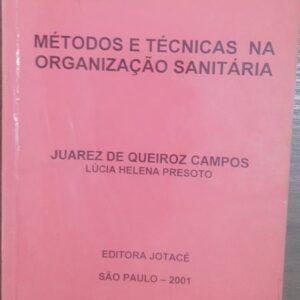 MÉTODOS E TÉCNICAS NA
ORGANIZAÇÃO SANITÁRIA
JUAREZ DE QUEIROZ CAMPOS
LÚCIA HELENA PRESOTO
EDITORA JOTACÊ
SÃO PAULO – 2001